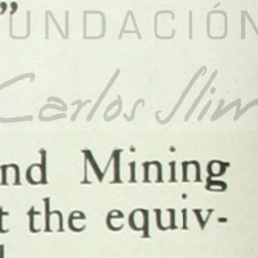 ”
UNDACIÓN
Carlos Slim
nd Mining
t the equiv-